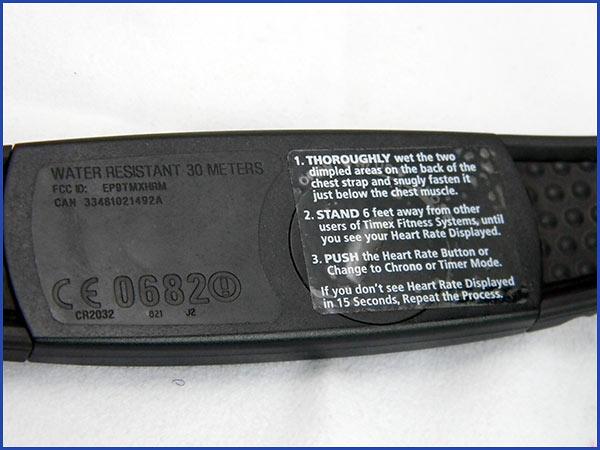 WATER RESISTANT 30 METERS
FCC ID: EP9TMXHRM
CAN 33481021492A
CE 0682
CR2032 821 J2
1. THOROUGHLY wet the two
dimpled areas on the back of the
chest strap and snugly fasten it
just below the chest muscle.
2. STAND 6 feet away from other
users of Timex Fitness Systems, until
you see your Heart Rate Displayed.
3. PUSH the Heart Rate Button or
Change to Chrono or Timer Mode.
If you don't see Heart Rate Displayed
in 15 Seconds, Repeat the Process.